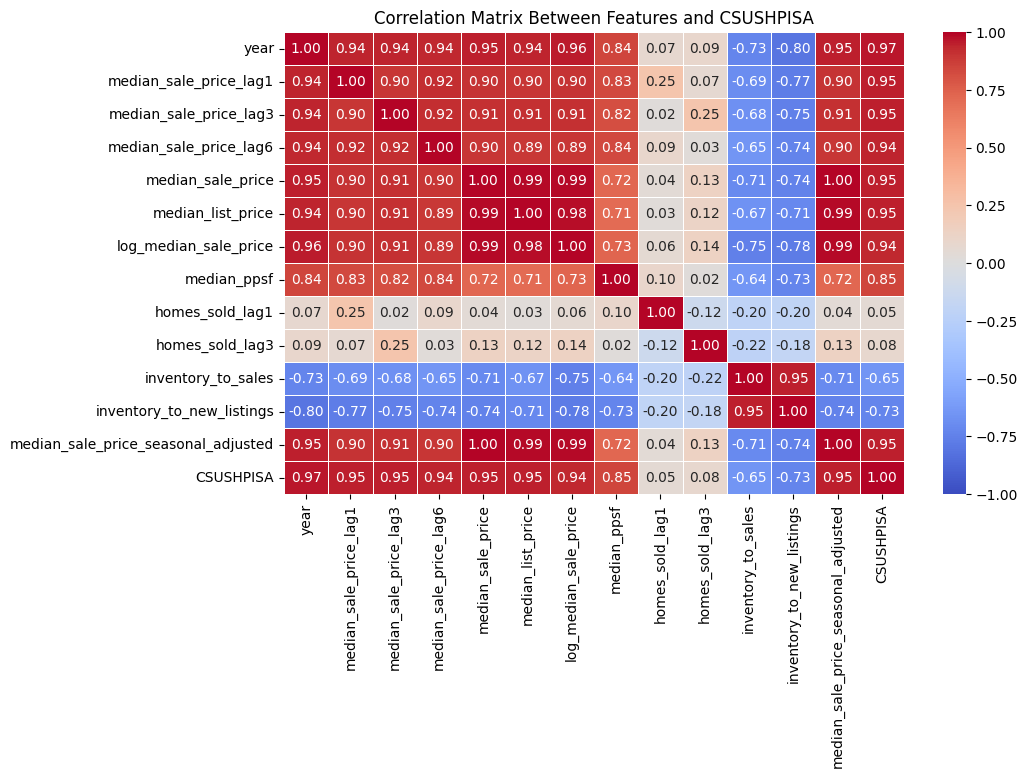 Correlation Matrix Between Features and CSUSHPISA
year 1.00 0.94 0.94 0.94 0.95 0.94 0.96 0.84 0.07 0.09 -0.73 -0.80 0.95 0.97
median_sale_price_lag1 0.94 1.00 0.90 0.92 0.90 0.90 0.90 0.83 0.25 0.07 -0.69 -0.77 0.90 0.95
median_sale_price_lag3 0.94 0.90 1.00 0.92 0.91 0.91 0.91 0.82 0.02 0.25 -0.68 -0.75 0.91 0.95
median_sale_price_lag6 0.94 0.92 0.92 1.00 0.90 0.89 0.89 0.84 0.09 0.03 -0.65 -0.74 0.90 0.94
median_sale_price 0.95 0.90 0.91 0.90 1.00 0.99 0.99 0.72 0.04 0.13 -0.71 -0.74 1.00 0.95
median_list_price 0.94 0.90 0.91 0.89 0.99 1.00 0.98 0.71 0.03 0.12 -0.67 -0.71 0.99 0.95
log_median_sale_price 0.96 0.90 0.91 0.89 0.99 0.98 1.00 0.73 0.06 0.14 -0.75 -0.78 0.99 0.94
median_ppsf 0.84 0.83 0.82 0.84 0.72 0.71 0.73 1.00 0.10 0.02 -0.64 -0.73 0.72 0.85
homes_sold_lag1 0.07 0.25 0.02 0.09 0.04 0.03 0.06 0.10 1.00 -0.12 -0.20 -0.20 0.04 0.05
homes_sold_lag3 0.09 0.07 0.25 0.03 0.13 0.12 0.14 0.02 -0.12 1.00 -0.22 -0.18 0.13 0.08
inventory_to_sales -0.73 -0.69 -0.68 -0.65 -0.71 -0.67 -0.75 -0.64 -0.20 -0.22 1.00 0.95 -0.71 -0.65
inventory_to_new_listings -0.80 -0.77 -0.75 -0.74 -0.74 -0.71 -0.78 -0.73 -0.20 -0.18 0.95 1.00 -0.74 -0.73
median_sale_price_seasonal_adjusted 0.95 0.90 0.91 0.90 1.00 0.99 0.99 0.72 0.04 0.13 -0.71 -0.74 1.00 0.95
CSUSHPISA 0.97 0.95 0.95 0.94 0.95 0.95 0.94 0.85 0.05 0.08 -0.65 -0.73 0.95 1.00
year
median_sale_price_lag1
median_sale_price_lag3
median_sale_price_lag6
median_sale_price
median_list_price
log_median_sale_price
median_ppsf
homes_sold_lag1
homes_sold_lag3
inventory_to_sales
inventory_to_new_listings
median_sale_price_seasonal_adjusted
CSUSHPISA
1.00
0.75
0.50
0.25
0.00
−0.25
−0.50
−0.75
−1.00